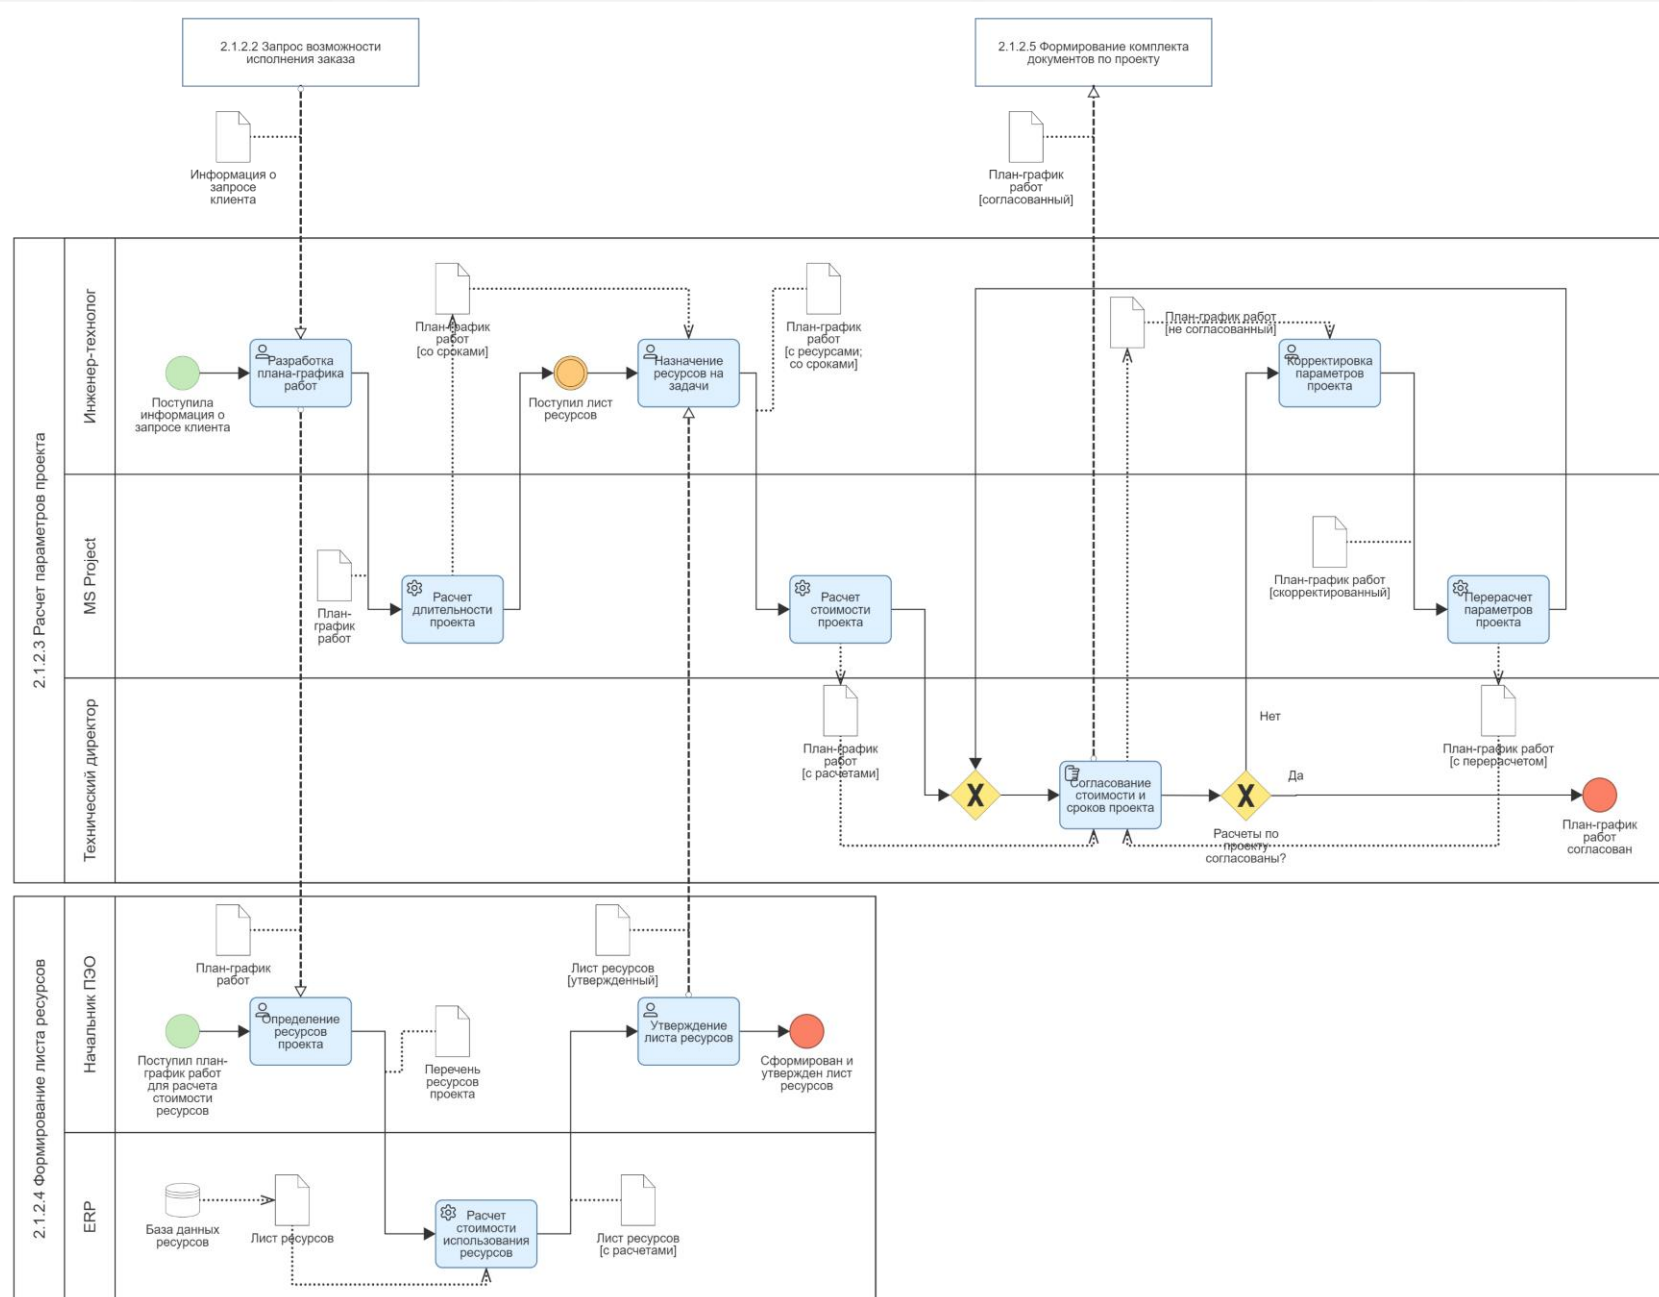 2.1.2.2 Запрос возможности
исполнения заказа
2.1.2.5 Формирование комплекта
документов по проекту
Информация о
запросе
клиента
План-график
работ
[согласованный]
2.1.2.3 Расчет параметров проекта
Инженер-технолог
Поступила
информация о
запросе клиента
Разработка
плана-графика
работ
План-график
работ
[со сроками]
Поступил лист
ресурсов
Назначение
ресурсов на
задачи
План-график
работ
[с ресурсами;
со сроками]
План-график работ
[не согласованный]
Корректировка
параметров
проекта
MS Project
План-
график
работ
Расчет
длительности
проекта
Расчет
стоимости
проекта
План-график работ
[скорректированный]
Перерасчет
параметров
проекта
Технический директор
План-график
работ
[с расчетами]
X
Согласование
стоимости и
сроков проекта
X
Нет
Да
Расчеты по
проекту
согласованы?
План-график работ
[с перерасчетом]
План-график
работ
согласован
2.1.2.4 Формирование листа ресурсов
Начальник ПЭО
План-график
работ
Поступил план-
график работ
для расчета
стоимости
ресурсов
Определение
ресурсов
проекта
Перечень
ресурсов
проекта
Лист ресурсов
[утвержденный]
Утверждение
листа ресурсов
Сформирован и
утвержден лист
ресурсов
ERP
База данных
ресурсов
Лист ресурсов
Расчет
стоимости
использования
ресурсов
Лист ресурсов
[с расчетами]